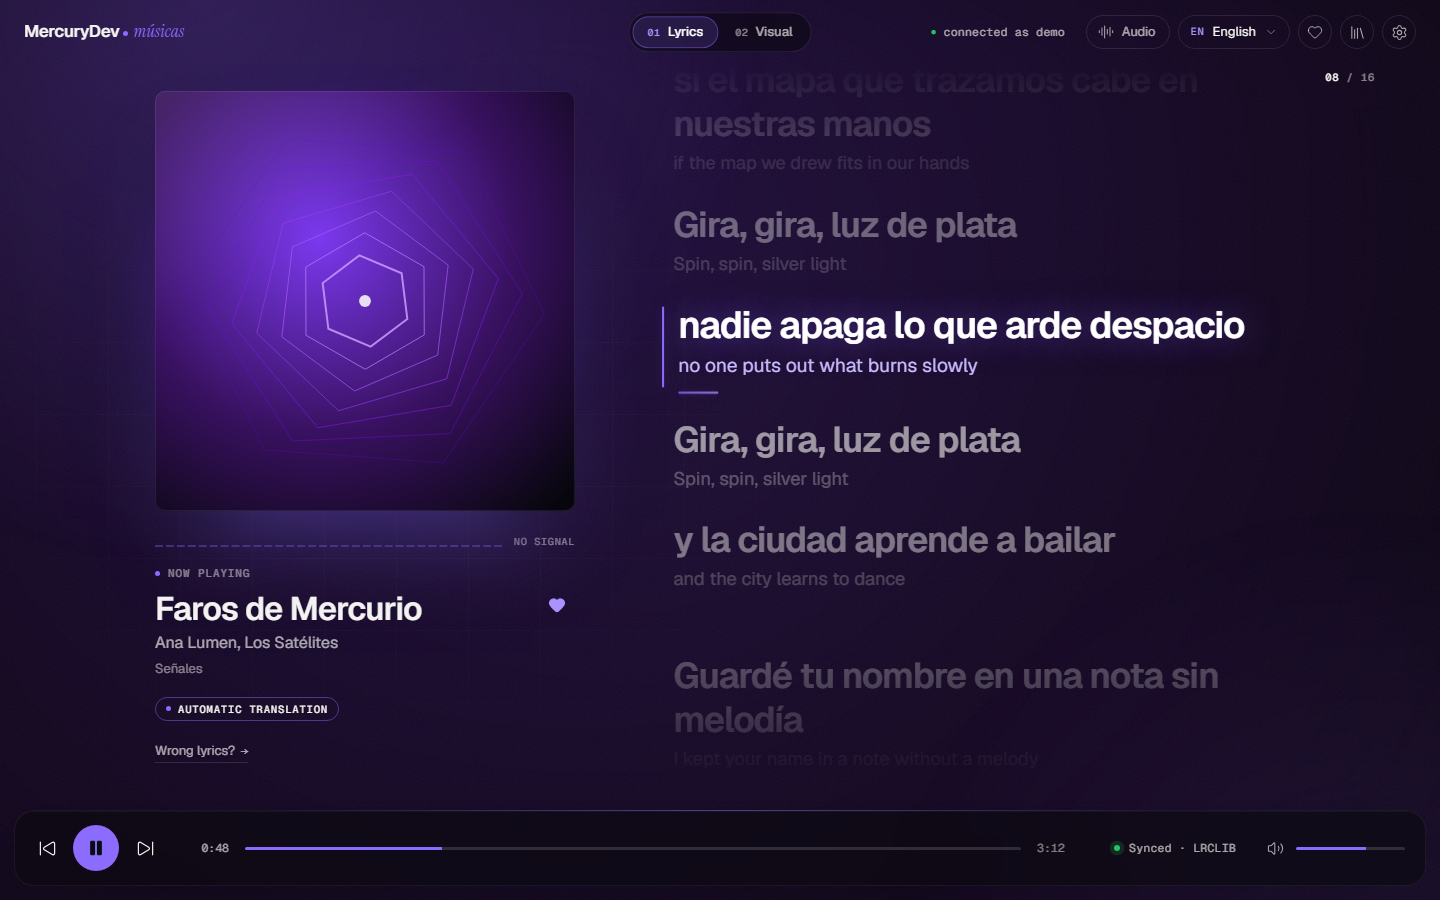 MercuryDev • músicas
01 Lyrics
02 Visual
connected as demo
Audio
EN English
08 / 16
si el mapa que trazamos cabe en
nuestras manos
if the map we drew fits in our hands
Gira, gira, luz de plata
Spin, spin, silver light
nadie apaga lo que arde despacio
no one puts out what burns slowly
Gira, gira, luz de plata
Spin, spin, silver light
y la ciudad aprende a bailar
and the city learns to dance
Guardé tu nombre en una nota sin
melodía
I kept your name in a note without a melody
NO SIGNAL
NOW PLAYING
Faros de Mercurio
Ana Lumen, Los Satélites
Señales
AUTOMATIC TRANSLATION
Wrong lyrics? →
0:48
3:12
Synced · LRCLIB